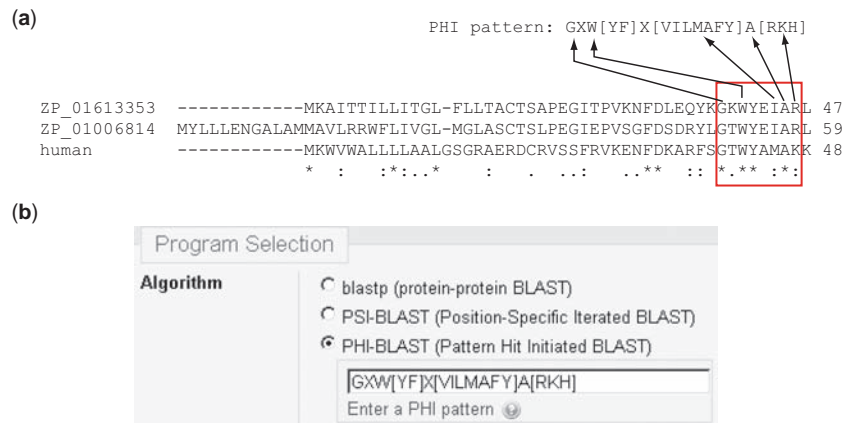 (a)
PHI pattern: GXW[YF]X[VILMAFY]A[RKH]
ZP_01613353 ------------MKAITTILLITGL-FLLTACTSAPEGITPVKNFDLEQYKGKWYEIARL 47
ZP_01006814 MYLLLENGALAMMAVLRRWFLIVGL-MGLASCTSLPEGIEPVSGFDSDRYLGTWYEIARL 59
human ------------MKWVWALLLLAALGSGRAERDCRVSSFRVKENFDKARFSGTWYAMAKK 48
* : :*:..* : . ..: ..** :: *.** :*:
(b)
Program Selection
Algorithm
blastp (protein-protein BLAST)
PSI-BLAST (Position-Specific Iterated BLAST)
PHI-BLAST (Pattern Hit Initiated BLAST)
GXW[YF]X[VILMAFY]A[RKH]
Enter a PHI pattern